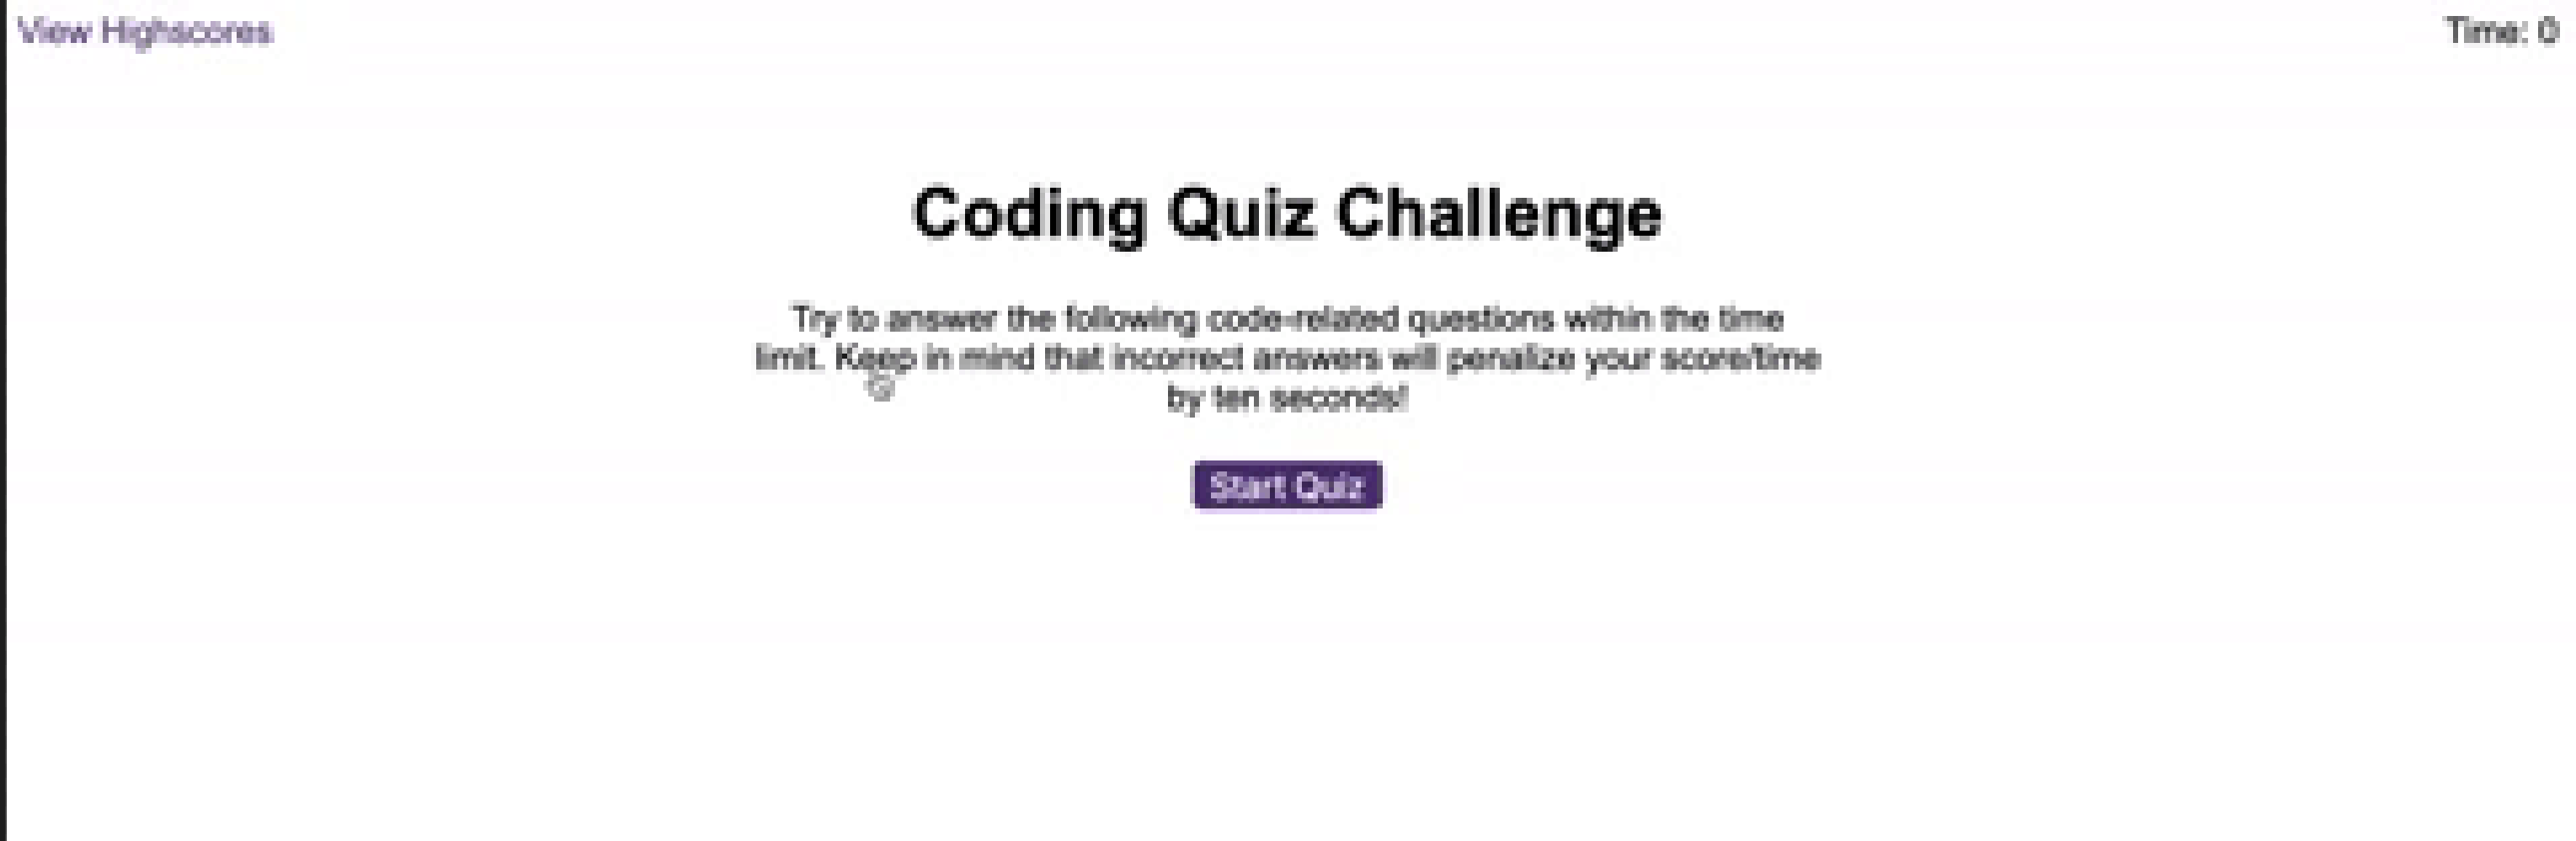 View Highscores
Time: 0
Coding Quiz Challenge
Try to answer the following code-related questions within the time
limit. Keep in mind that incorrect answers will penalize your score/time
by ten seconds!
Start Quiz